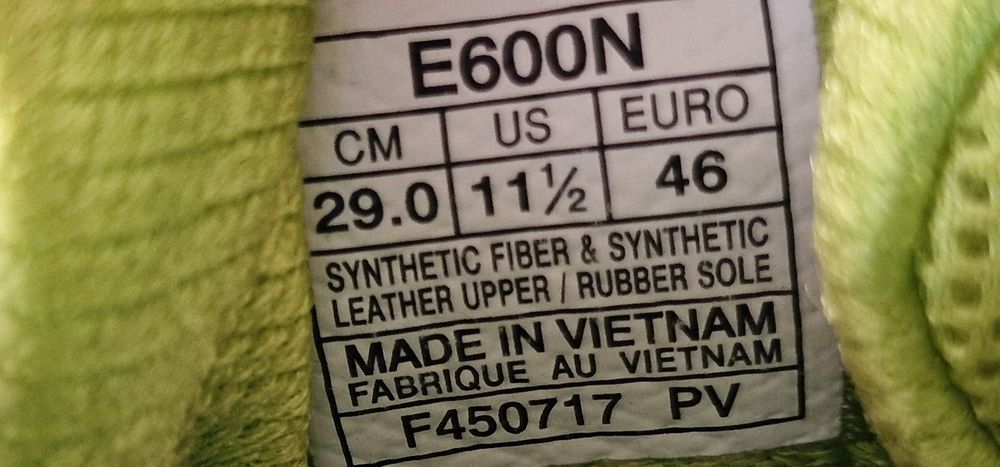 E600N
CM US EURO
29.0 11½ 46
SYNTHETIC FIBER & SYNTHETIC
LEATHER UPPER / RUBBER SOLE
MADE IN VIETNAM
FABRIQUE AU VIETNAM
F450717 PV